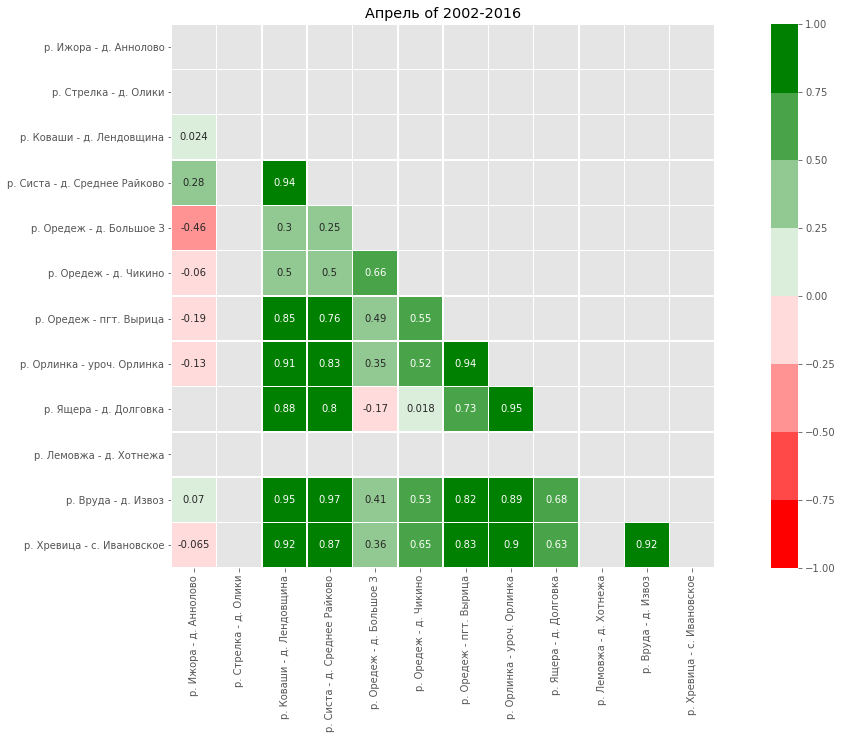 Апрель of 2002-2016
р. Ижора - д. Аннолово
р. Стрелка - д. Олики
р. Коваши - д. Лендовщина
0.024
р. Систа - д. Среднее Райково
0.28 0.94
р. Оредеж - д. Большое З
-0.46 0.3 0.25
р. Оредеж - д. Чикино
-0.06 0.5 0.5 0.66
р. Оредеж - пгт. Вырица
-0.19 0.85 0.76 0.49 0.55
р. Орлинка - уроч. Орлинка
-0.13 0.91 0.83 0.35 0.52 0.94
р. Ящера - д. Долговка
0.88 0.8 -0.17 0.018 0.73 0.95
р. Лемовжа - д. Хотнежа
р. Вруда - д. Извоз
0.07 0.95 0.97 0.41 0.53 0.82 0.89 0.68
р. Хревица - с. Ивановское
-0.065 0.92 0.87 0.36 0.65 0.83 0.9 0.63 0.92
р. Ижора - д. Аннолово
р. Стрелка - д. Олики
р. Коваши - д. Лендовщина
р. Систа - д. Среднее Райково
р. Оредеж - д. Большое З
р. Оредеж - д. Чикино
р. Оредеж - пгт. Вырица
р. Орлинка - уроч. Орлинка
р. Ящера - д. Долговка
р. Лемовжа - д. Хотнежа
р. Вруда - д. Извоз
р. Хревица - с. Ивановское
1.00
0.75
0.50
0.25
0.00
−0.25
−0.50
−0.75
−1.00